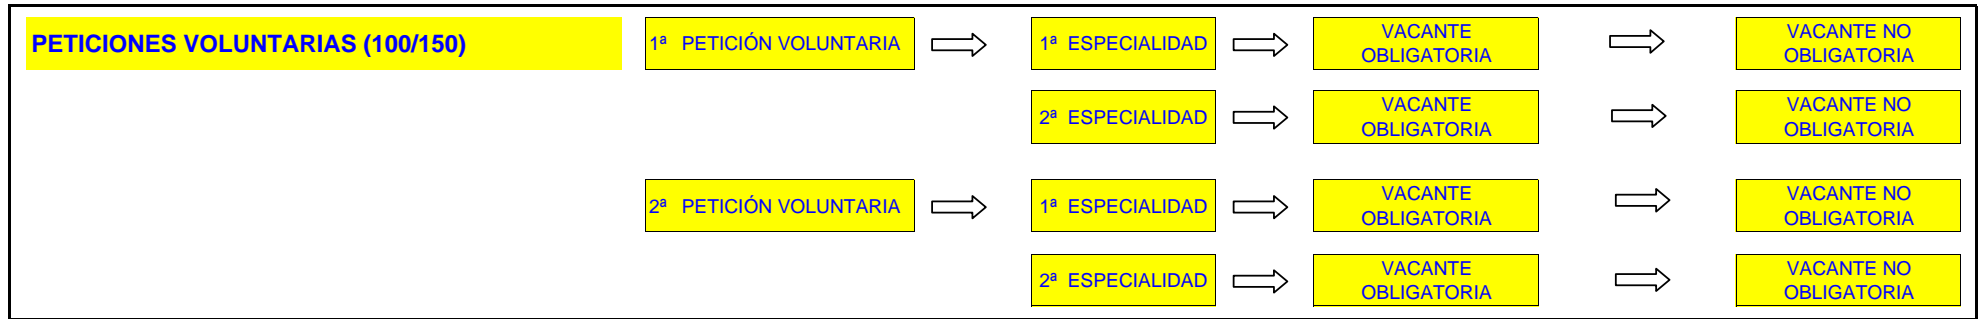 PETICIONES VOLUNTARIAS (100/150)
1ª PETICIÓN VOLUNTARIA
1ª ESPECIALIDAD
VACANTE
OBLIGATORIA
VACANTE NO
OBLIGATORIA
2ª ESPECIALIDAD
VACANTE
OBLIGATORIA
VACANTE NO
OBLIGATORIA
2ª PETICIÓN VOLUNTARIA
1ª ESPECIALIDAD
VACANTE
OBLIGATORIA
VACANTE NO
OBLIGATORIA
2ª ESPECIALIDAD
VACANTE
OBLIGATORIA
VACANTE NO
OBLIGATORIA